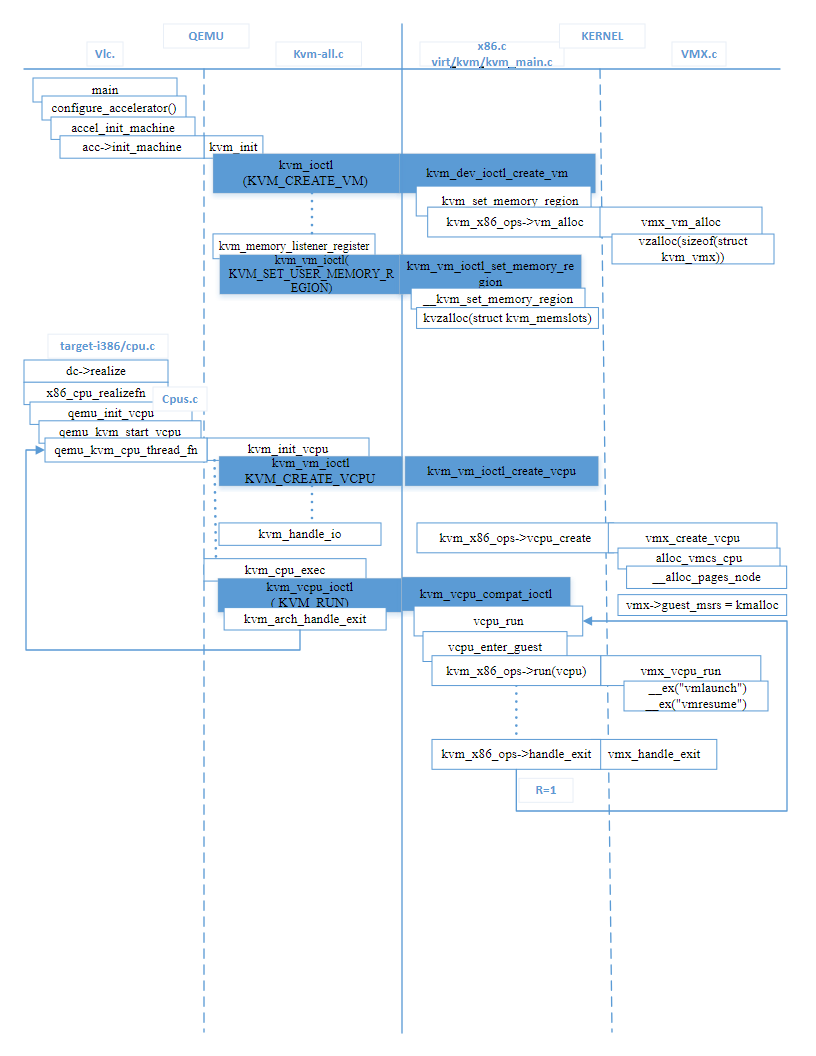 QEMU
KERNEL
Vlc.
Kvm-all.c
x86.c
virt/kvm/kvm_main.c
VMX.c
main
configure_accelerator()
accel_init_machine
acc->init_machine
kvm_init
kvm_ioctl
(KVM_CREATE_VM)
kvm_dev_ioctl_create_vm
kvm_set_memory_region
kvm_x86_ops->vm_alloc
vmx_vm_alloc
vzalloc(sizeof(struct
kvm_vmx))
kvm_memory_listener_register
kvm_vm_ioctl(
KVM_SET_USER_MEMORY_R
EGION)
kvm_vm_ioctl_set_memory_re
gion
__kvm_set_memory_region
kvzalloc(struct kvm_memslots)
target-i386/cpu.c
dc->realize
x86_cpu_realizefn
Cpus.c
qemu_init_vcpu
qemu_kvm_start_vcpu
qemu_kvm_cpu_thread_fn
kvm_init_vcpu
kvm_vm_ioctl
KVM_CREATE_VCPU
kvm_vm_ioctl_create_vcpu
kvm_handle_io
kvm_x86_ops->vcpu_create
vmx_create_vcpu
alloc_vmcs_cpu
__alloc_pages_node
kvm_cpu_exec
kvm_vcpu_ioctl
( KVM_RUN)
kvm_vcpu_compat_ioctl
vmx->guest_msrs = kmalloc
kvm_arch_handle_exit
vcpu_run
vcpu_enter_guest
kvm_x86_ops->run(vcpu)
vmx_vcpu_run
__ex("vmlaunch")
__ex("vmresume")
kvm_x86_ops->handle_exit
vmx_handle_exit
R=1